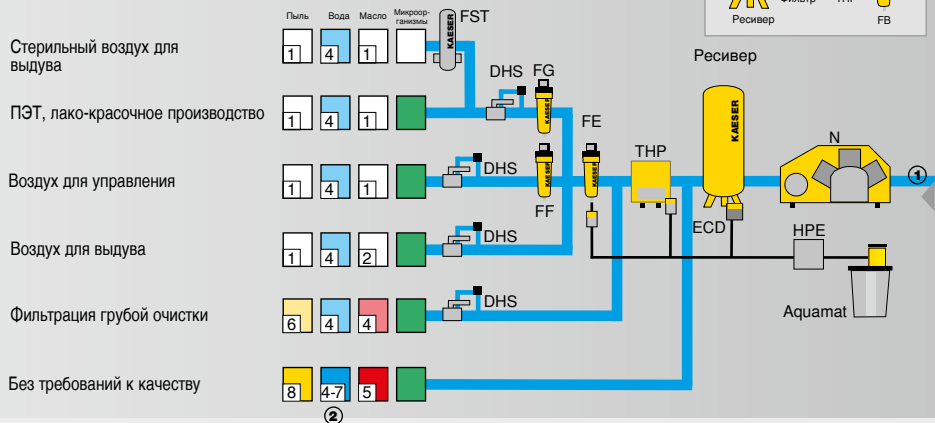 Пыль Вода Масло Микроор-
ганизмы
FST
KAESER
Стерильный воздух для
выдува
1 4 1
Ресивер
FB
Ресивер
DHS FG
KAESER
ПЭТ, лако-красочное производство
1 4 1
FE
KAESER
THP
KAESER
N
1
Воздух для управления
1 4 1
DHS
KAESER
FF
ECD
HPE
Воздух для выдува
1 4 2
DHS
Aquamat
Фильтрация грубой очистки
6 4 4
DHS
Без требований к качеству
8 4-7 5
2